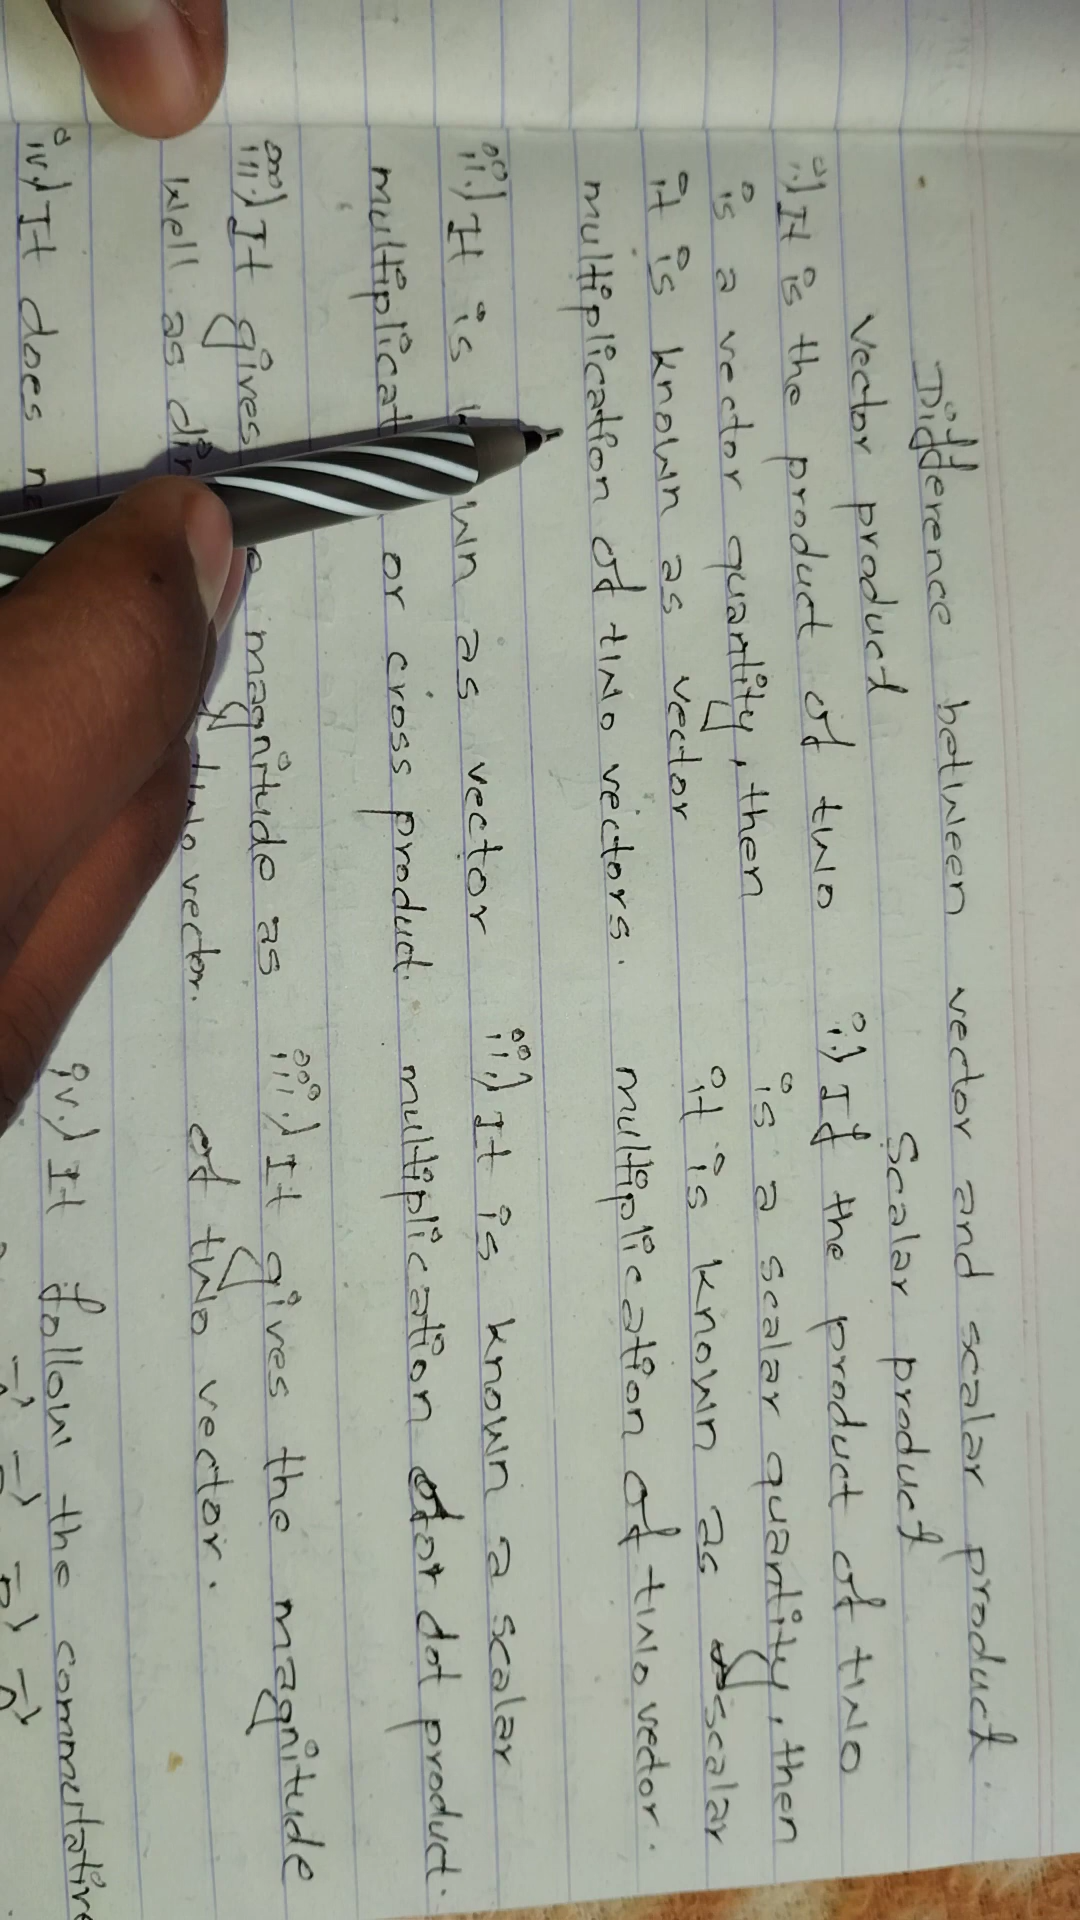 Difference between vector and scalar product.
Vector product Scalar product
i.) It is the product of two i.) If the product of two
is a vector quantity, then is a scalar quantity, then
it is known as vector it is known as scalar
multiplication of two vectors. multiplication of two vector.
ii.) It is as vector ii.) It is known a scalar
or cross product. multiplication or dot product.
iii.) It gives magnitude as iii.) It gives the magnitude
well as two vector. of two vector.
iv.) It does iv.) It follow the commutative